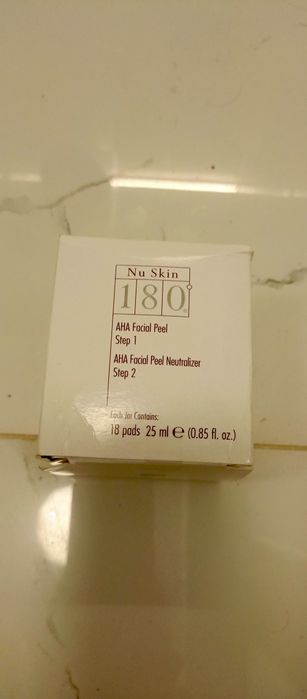 Nu Skin
180°
AHA Facial Peel
Step 1
AHA Facial Peel Neutralizer
Step 2
Each Jar Contains:
18 pads 25 ml ℮ (0.85 fl. oz.)